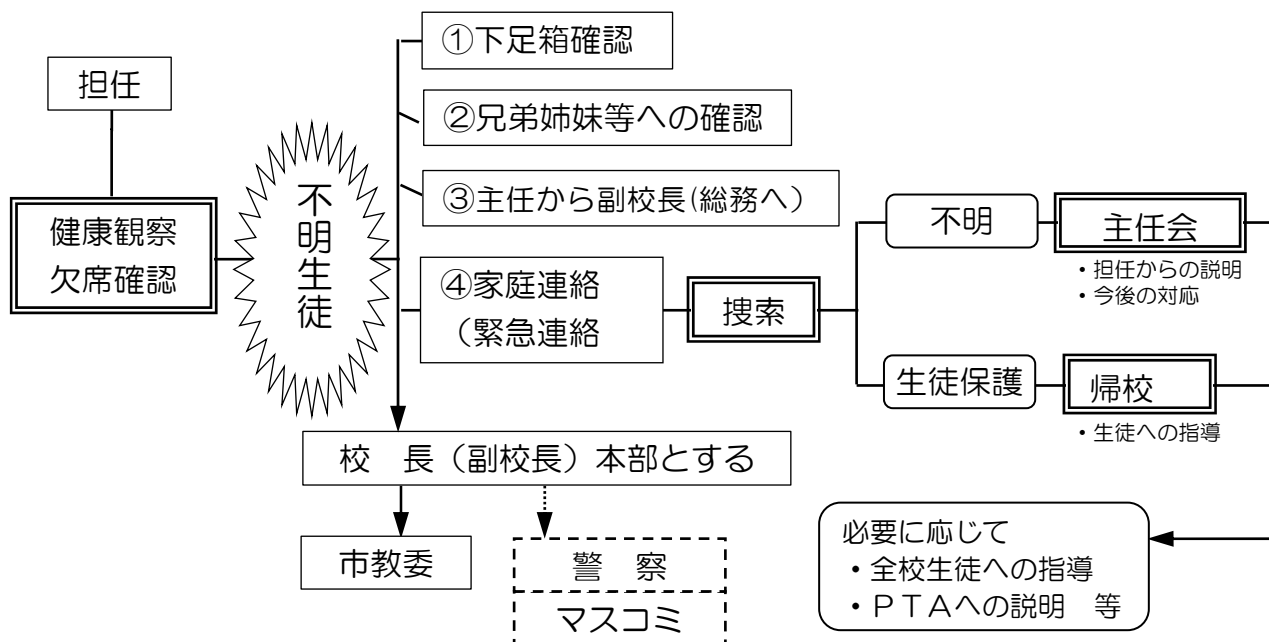 担任
健康観察
欠席確認
不明生徒
①下足箱確認
②兄弟姉妹等への確認
③主任から副校長(総務へ）
④家庭連絡
（緊急連絡
捜索
不明
主任会
・担任からの説明
・今後の対応
生徒保護
帰校
・生徒への指導
校　長（副校長）本部とする
市教委
警　察
マスコミ
必要に応じて
・全校生徒への指導
・ＰＴＡへの説明　等